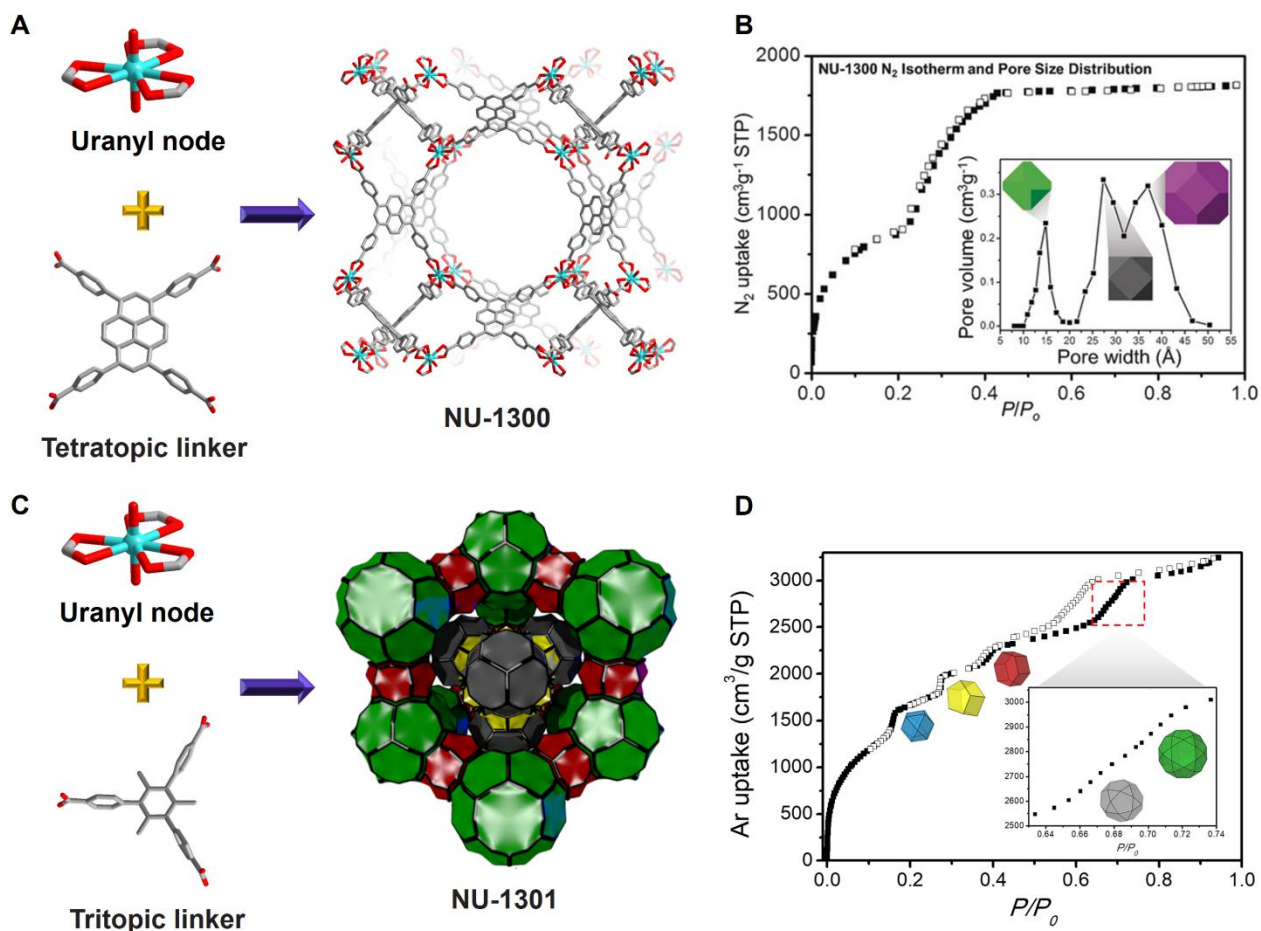 A
Uranyl node
Tetratopic linker
NU-1300
B
NU-1300 N₂ Isotherm and Pore Size Distribution
N₂ uptake (cm³g⁻¹ STP)
2000
1750
1500
1250
1000
750
500
250
0
0.0 0.2 0.4 0.6 0.8 1.0
P/Pₒ
Pore volume (cm³g⁻¹)
0.3
0.2
0.1
0.0
5 10 15 20 25 30 35 40 45 50 55
Pore width (Å)
C
Uranyl node
Tritopic linker
NU-1301
D
Ar uptake (cm³/g STP)
3000
2500
2000
1500
1000
500
0
0.0 0.2 0.4 0.6 0.8 1.0
P/P₀
3100
3000
2900
2800
2700
2600
2500
0.64 0.66 0.68 0.70 0.72 0.74
P/P₀